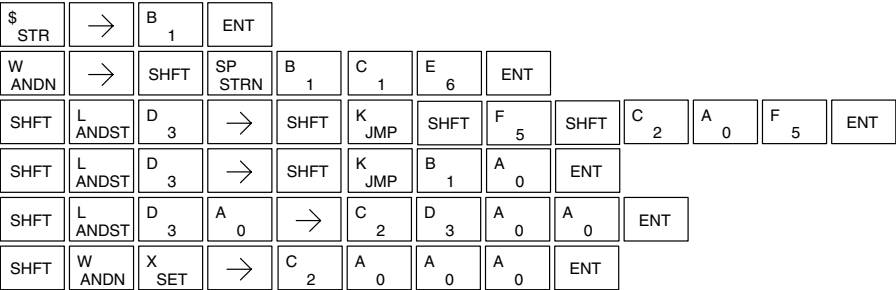 $ STR → B 1 ENT
W ANDN → SHFT SP STRN B 1 C 1 E 6 ENT
SHFT L ANDST D 3 → SHFT K JMP SHFT F 5 SHFT C 2 A 0 F 5 ENT
SHFT L ANDST D 3 → SHFT K JMP B 1 A 0 ENT
SHFT L ANDST D 3 A 0 → C 2 D 3 A 0 A 0 ENT
SHFT W ANDN X SET → C 2 A 0 A 0 A 0 ENT